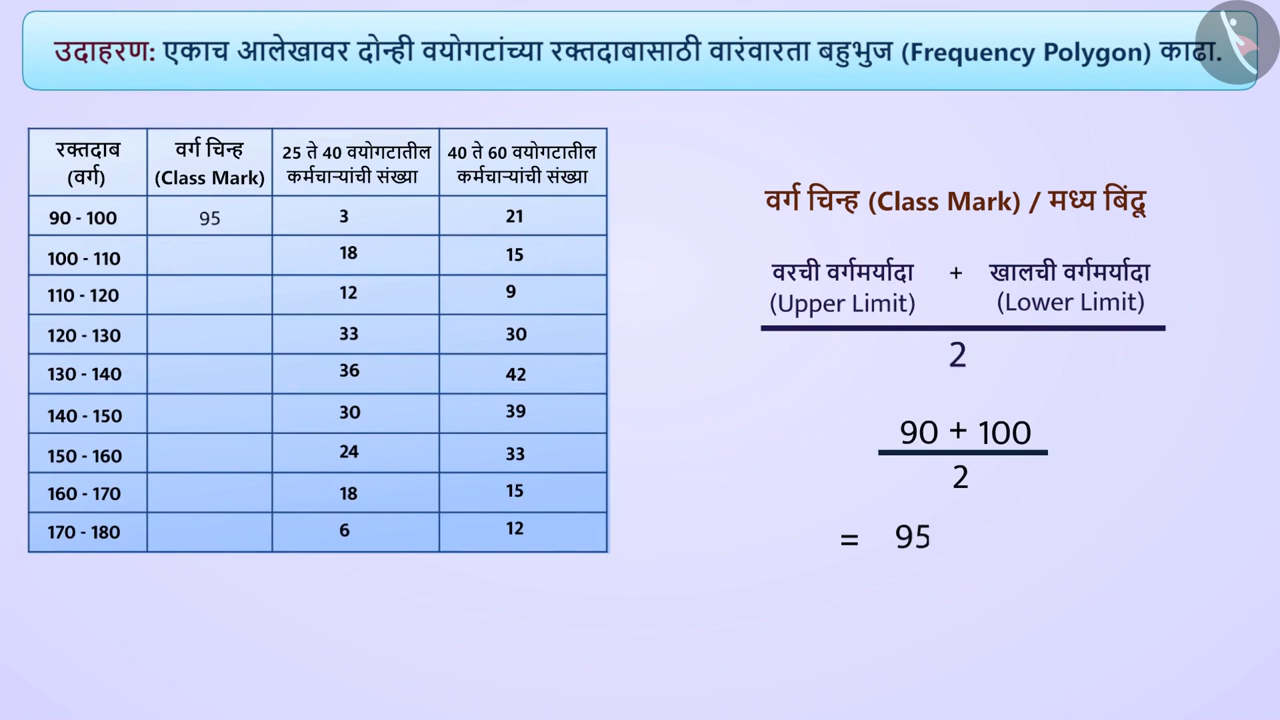 उदाहरण: एकाच आलेखावर दोन्ही वयोगटांच्या रक्तदाबासाठी वारंवारता बहुभुज (Frequency Polygon) काढा.
रक्तदाब (वर्ग) वर्ग चिन्ह (Class Mark) 25 ते 40 वयोगटातील कर्मचाऱ्यांची संख्या 40 ते 60 वयोगटातील कर्मचाऱ्यांची संख्या
90 - 100 95 3 21
100 - 110 18 15
110 - 120 12 9
120 - 130 33 30
130 - 140 36 42
140 - 150 30 39
150 - 160 24 33
160 - 170 18 15
170 - 180 6 12
वर्ग चिन्ह (Class Mark) / मध्य बिंदू
वरची वर्गमर्यादा + खालची वर्गमर्यादा
(Upper Limit) (Lower Limit)
2
90 + 100
2
= 95